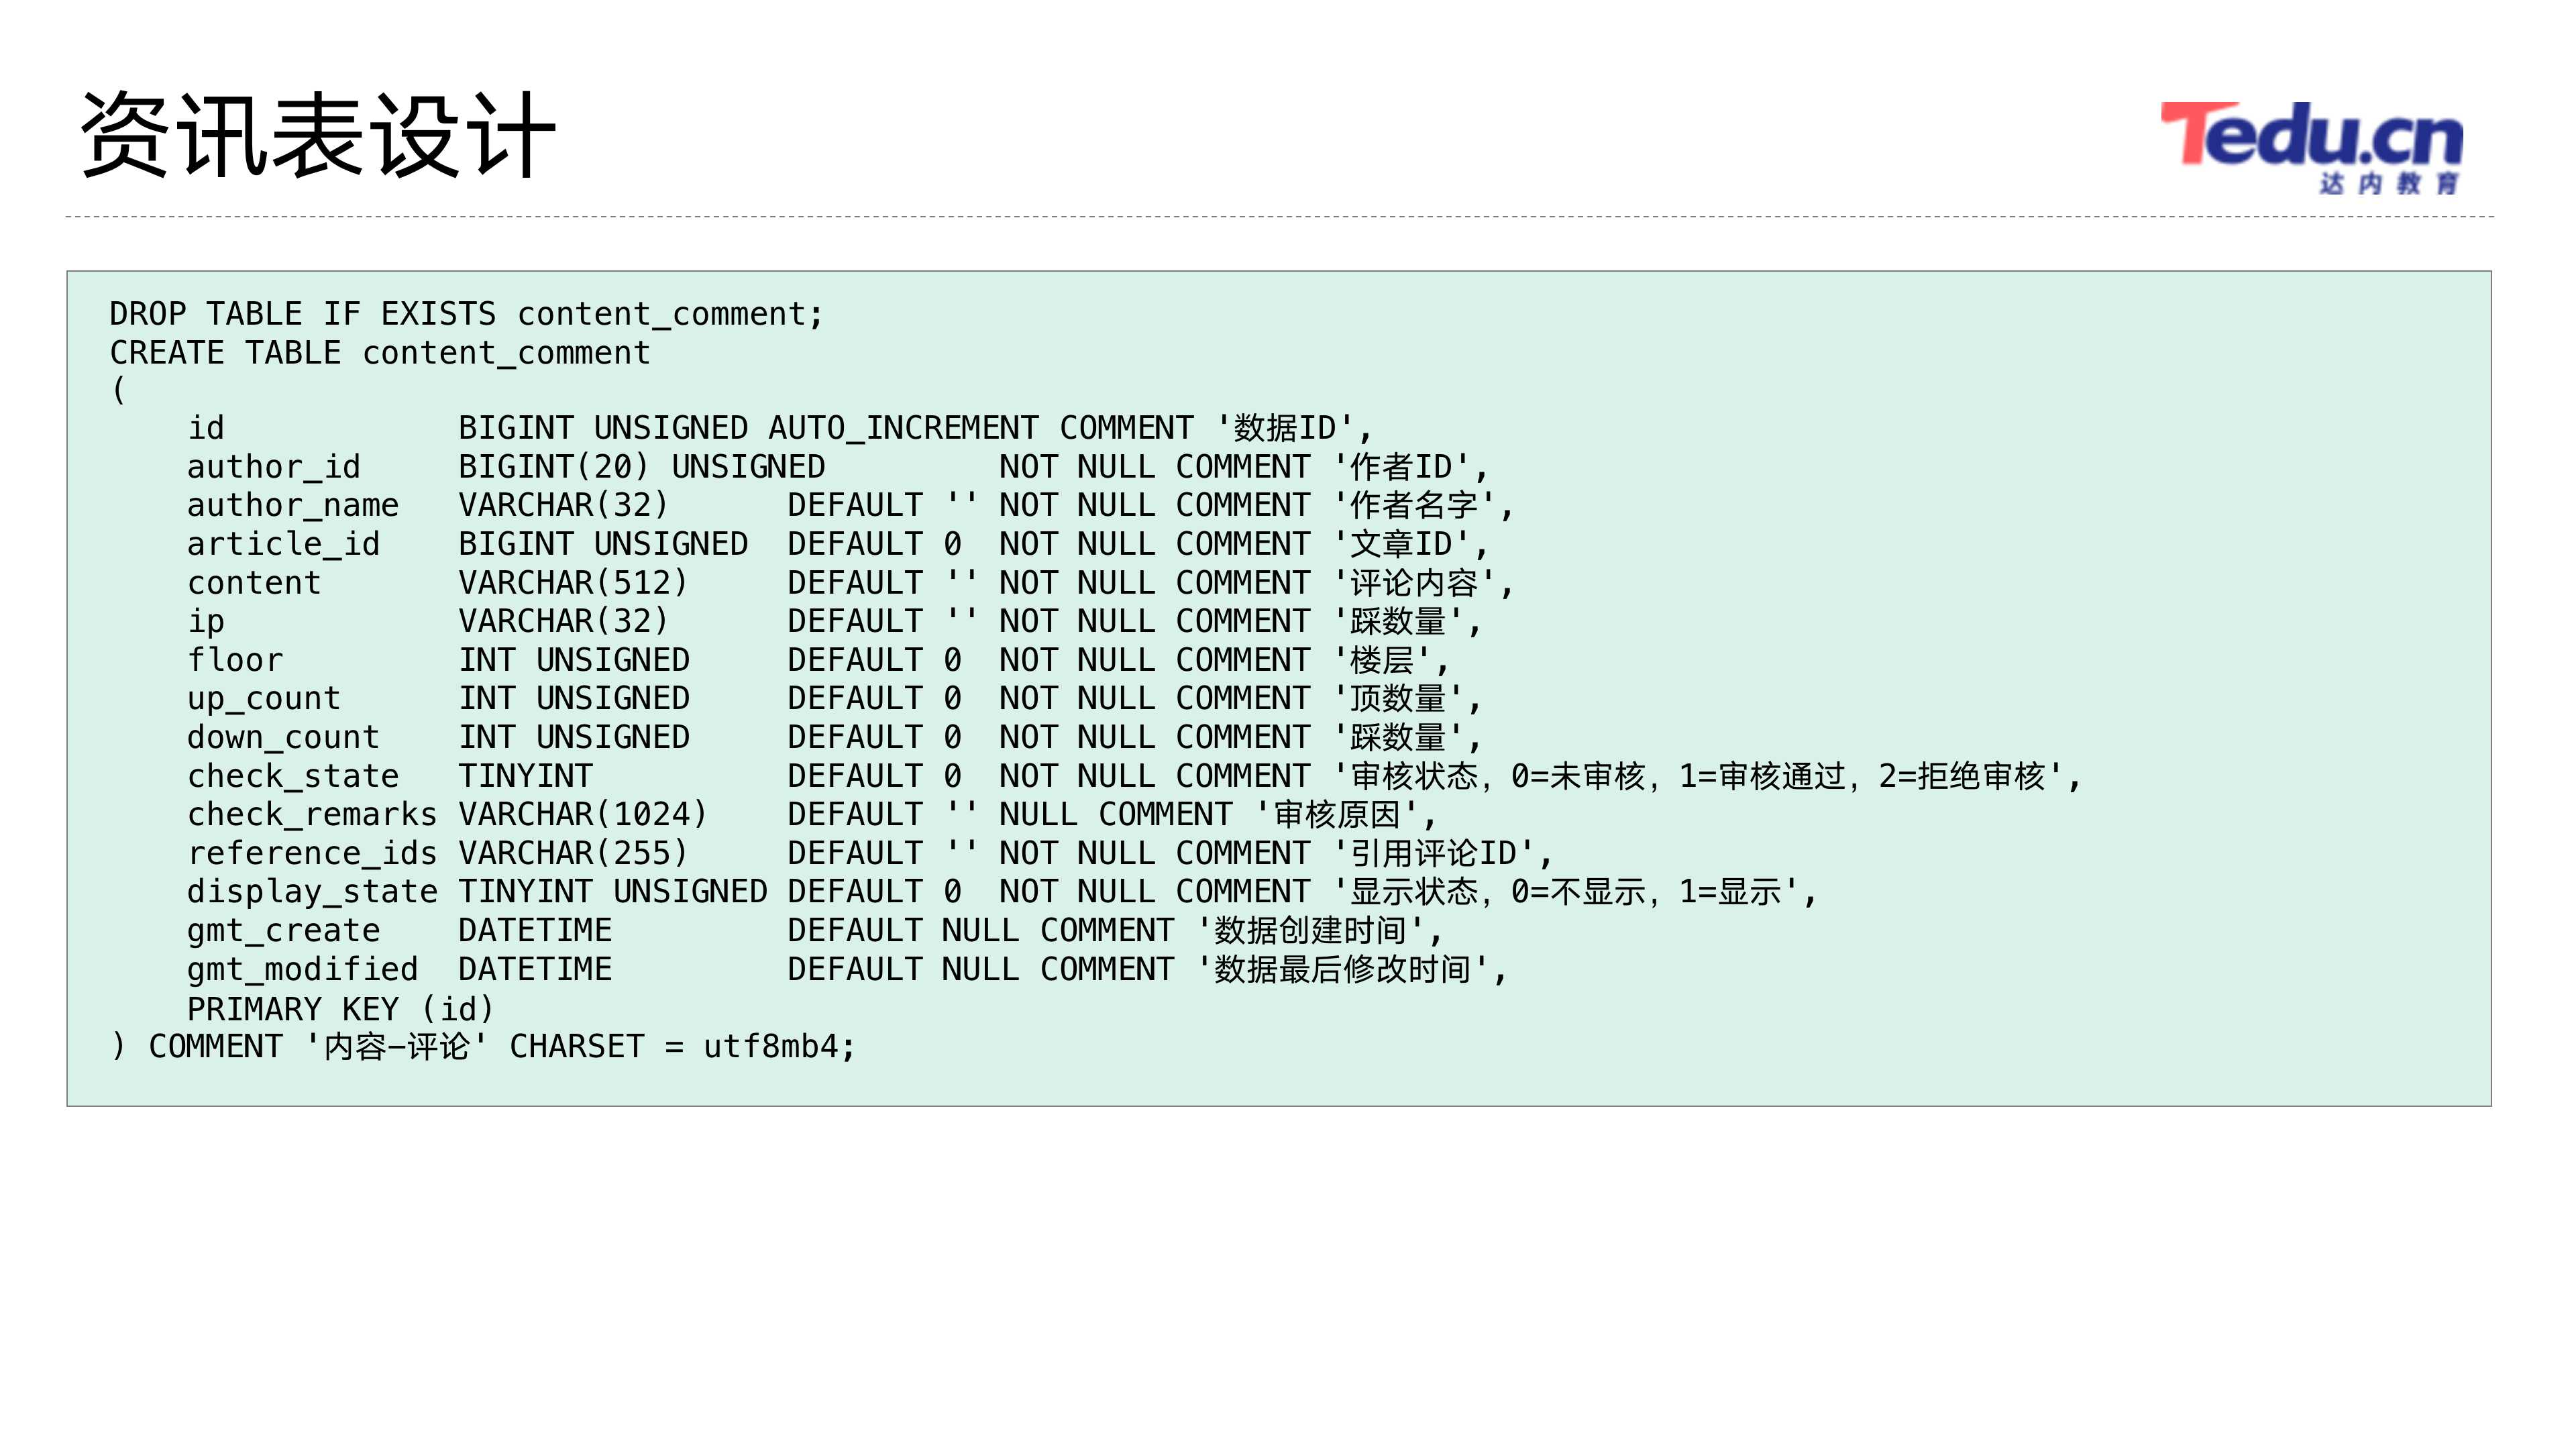 资讯表设计
Tedu.cn
达内教育
DROP TABLE IF EXISTS content_comment;
CREATE TABLE content_comment
(
    id            BIGINT UNSIGNED AUTO_INCREMENT COMMENT '数据ID',
    author_id     BIGINT(20) UNSIGNED         NOT NULL COMMENT '作者ID',
    author_name   VARCHAR(32)      DEFAULT '' NOT NULL COMMENT '作者名字',
    article_id    BIGINT UNSIGNED  DEFAULT 0  NOT NULL COMMENT '文章ID',
    content       VARCHAR(512)     DEFAULT '' NOT NULL COMMENT '评论内容',
    ip            VARCHAR(32)      DEFAULT '' NOT NULL COMMENT '踩数量',
    floor         INT UNSIGNED     DEFAULT 0  NOT NULL COMMENT '楼层',
    up_count      INT UNSIGNED     DEFAULT 0  NOT NULL COMMENT '顶数量',
    down_count    INT UNSIGNED     DEFAULT 0  NOT NULL COMMENT '踩数量',
    check_state   TINYINT          DEFAULT 0  NOT NULL COMMENT '审核状态，0=未审核，1=审核通过，2=拒绝审核',
    check_remarks VARCHAR(1024)    DEFAULT '' NULL COMMENT '审核原因',
    reference_ids VARCHAR(255)     DEFAULT '' NOT NULL COMMENT '引用评论ID',
    display_state TINYINT UNSIGNED DEFAULT 0  NOT NULL COMMENT '显示状态，0=不显示，1=显示',
    gmt_create    DATETIME         DEFAULT NULL COMMENT '数据创建时间',
    gmt_modified  DATETIME         DEFAULT NULL COMMENT '数据最后修改时间',
    PRIMARY KEY (id)
) COMMENT '内容–评论' CHARSET = utf8mb4;